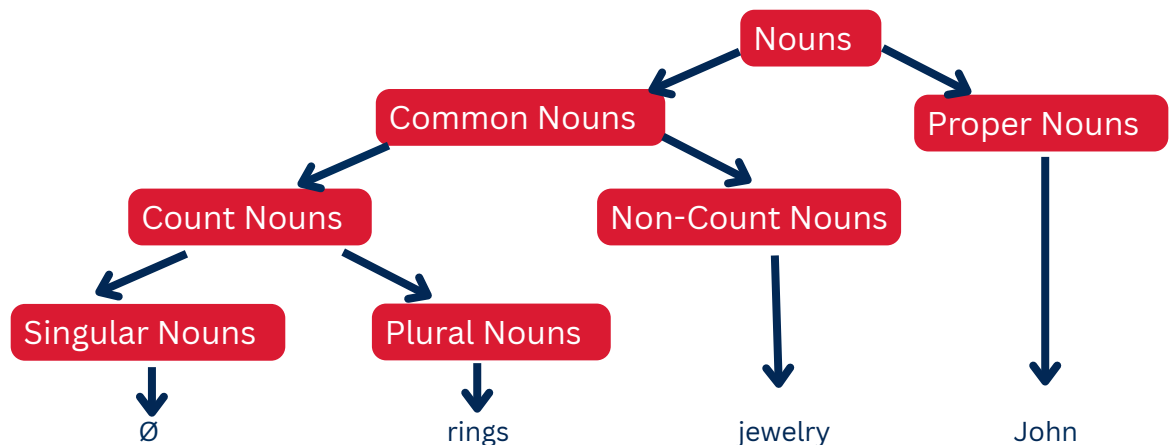 Nouns
Common Nouns
Proper Nouns
Count Nouns
Non-Count Nouns
Singular Nouns
Plural Nouns
Ø
rings
jewelry
John